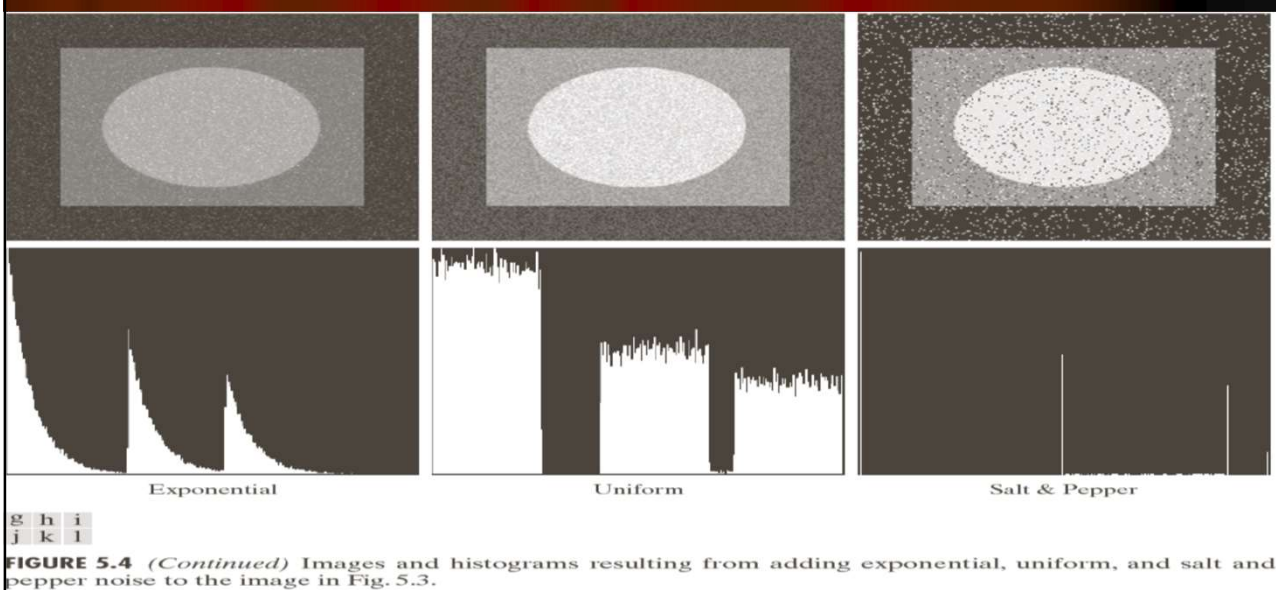 Exponential
Uniform
Salt & Pepper
g h i
j k l
FIGURE 5.4 (Continued) Images and histograms resulting from adding exponential, uniform, and salt and
pepper noise to the image in Fig. 5.3.